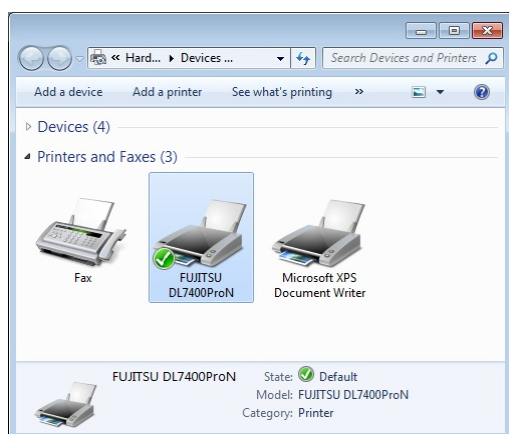 « Hard... ▸ Devices ...
Search Devices and Printers
Add a device Add a printer See what's printing »
Devices (4)
Printers and Faxes (3)
Fax
FUJITSU
DL7400ProN
Microsoft XPS
Document Writer
FUJITSU DL7400ProN State: Default
Model: FUJITSU DL7400ProN
Category: Printer